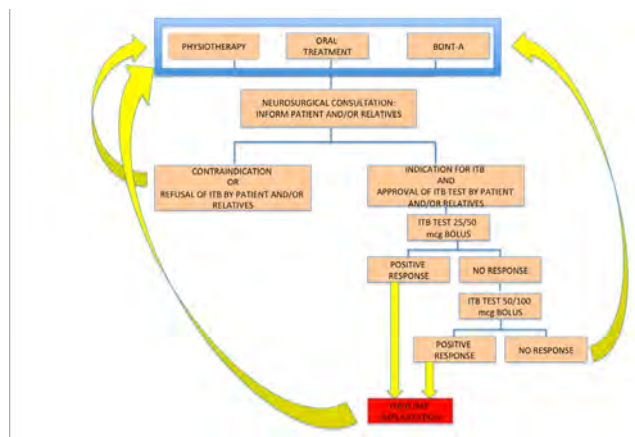 PHYSIOTHERAPY
ORAL
TREATMENT
BONT-A
NEUROSURGICAL CONSULTATION:
INFORM PATIENT AND/OR RELATIVES
CONTRAINDICATION
OR
REFUSAL OF ITB BY PATIENT AND/OR
RELATIVES
INDICATION FOR ITB
AND
APPROVAL OF ITB TEST BY PATIENT
AND/OR RELATIVES
ITB TEST 25/50
mcg BOLUS
POSITIVE
RESPONSE
NO RESPONSE
ITB TEST 50/100
mcg BOLUS
POSITIVE
RESPONSE
NO RESPONSE
IMPLANTATION